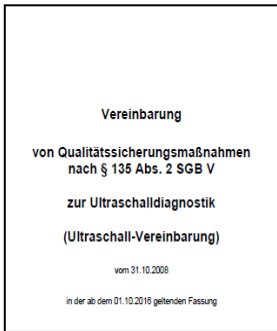 Vereinbarung
von Qualitätssicherungsmaßnahmen
nach § 135 Abs. 2 SGB V
zur Ultraschalldiagnostik
(Ultraschall-Vereinbarung)
vom 31.10.2008
in der ab dem 01.10.2016 geltenden Fassung